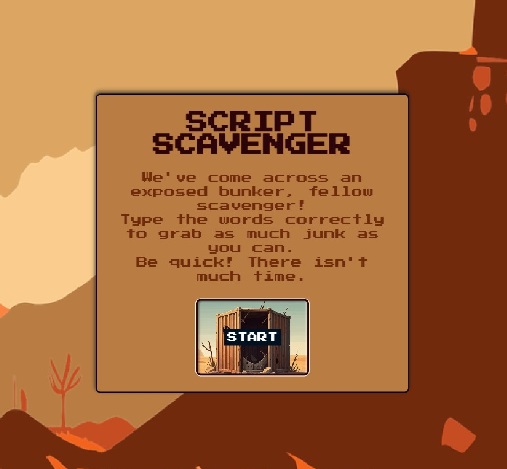 SCRIPT
SCAVENGER
We've come across an
exposed bunker, fellow
scavenger!
Type the words correctly
to grab as much junk as
you can.
Be quick! There isn't
much time.
START